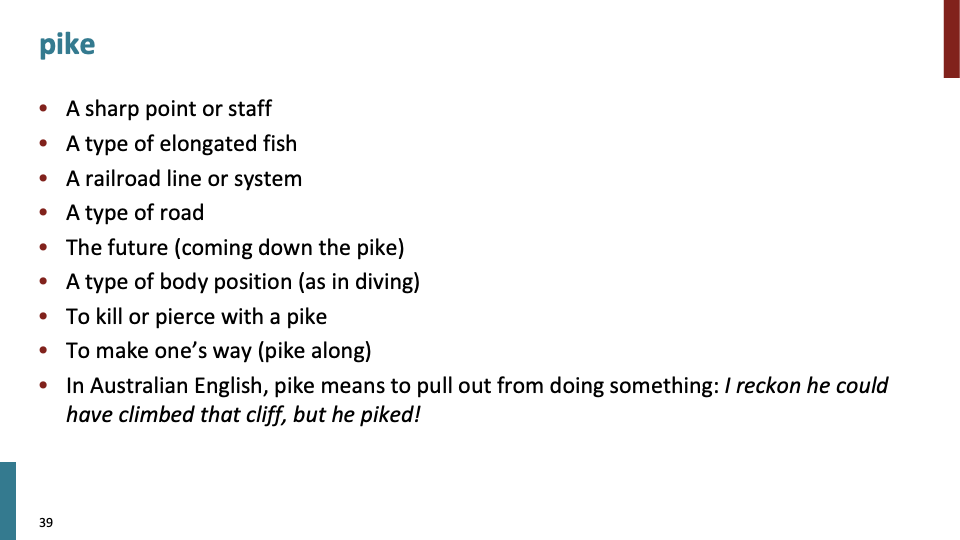 pike
• A sharp point or staff
• A type of elongated fish
• A railroad line or system
• A type of road
• The future (coming down the pike)
• A type of body position (as in diving)
• To kill or pierce with a pike
• To make one’s way (pike along)
• In Australian English, pike means to pull out from doing something: I reckon he could
have climbed that cliff, but he piked!
39